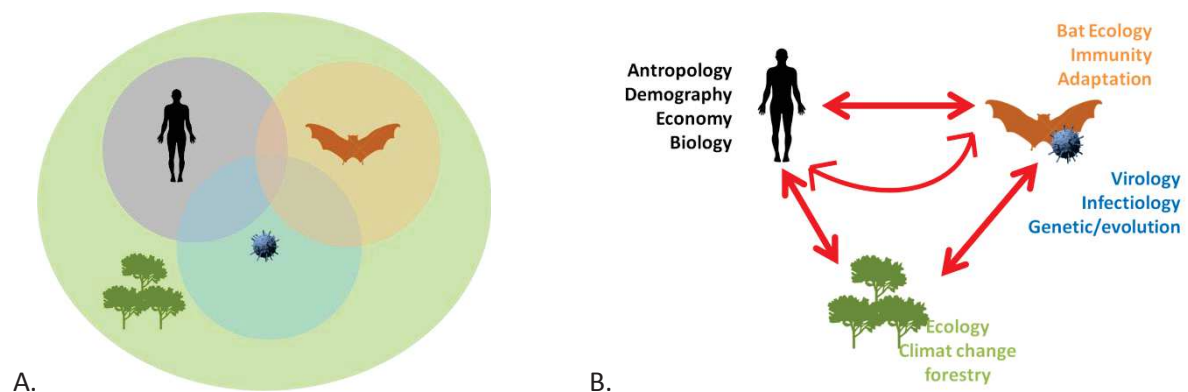 Antropology
Demography
Economy
Biology
Bat Ecology
Immunity
Adaptation
Virology
Infectiology
Genetic/evolution
Ecology
Climat change
forestry
A.
B.